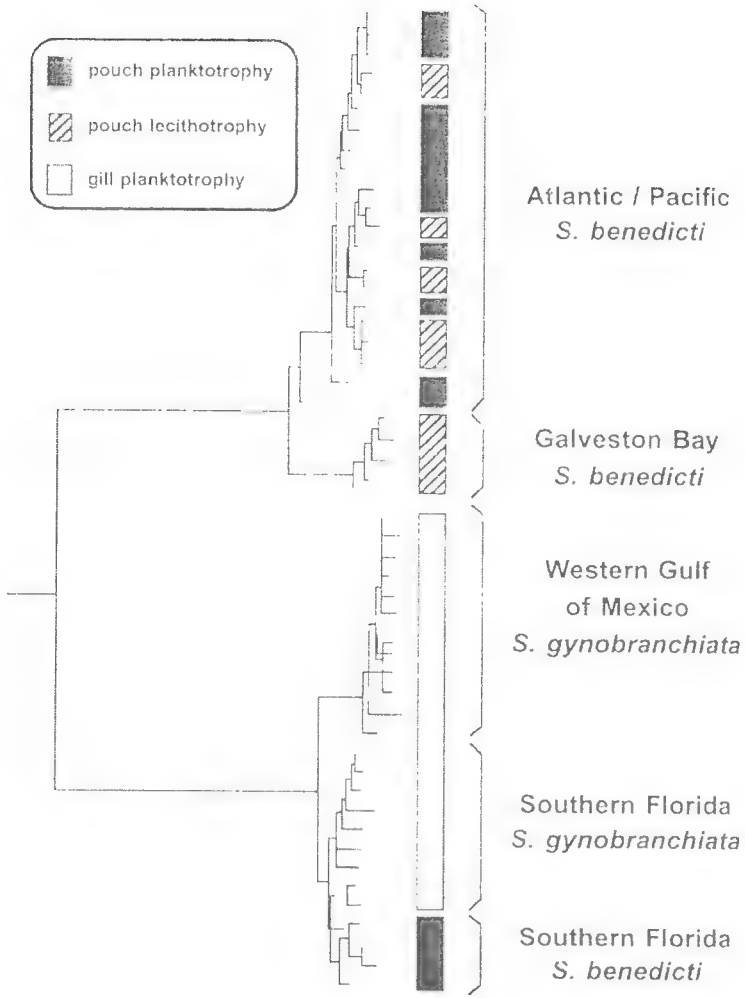 pouch planktotrophy
pouch lecithotrophy
gill planktotrophy
Atlantic / Pacific
S. benedicti
Galveston Bay
S. benedicti
Western Gulf
of Mexico
S. gynobranchiata
Southern Florida
S. gynobranchiata
Southern Florida
S. benedicti